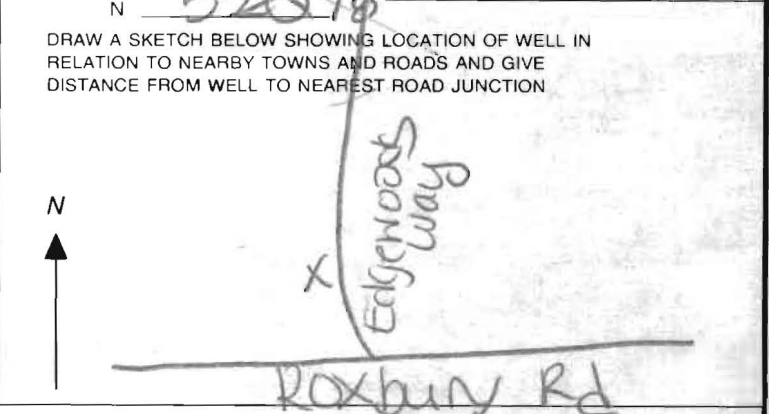 N
DRAW A SKETCH BELOW SHOWING LOCATION OF WELL IN
RELATION TO NEARBY TOWNS AND ROADS AND GIVE
DISTANCE FROM WELL TO NEAREST ROAD JUNCTION
N
X
Edgewood
Way
Roxbury Rd